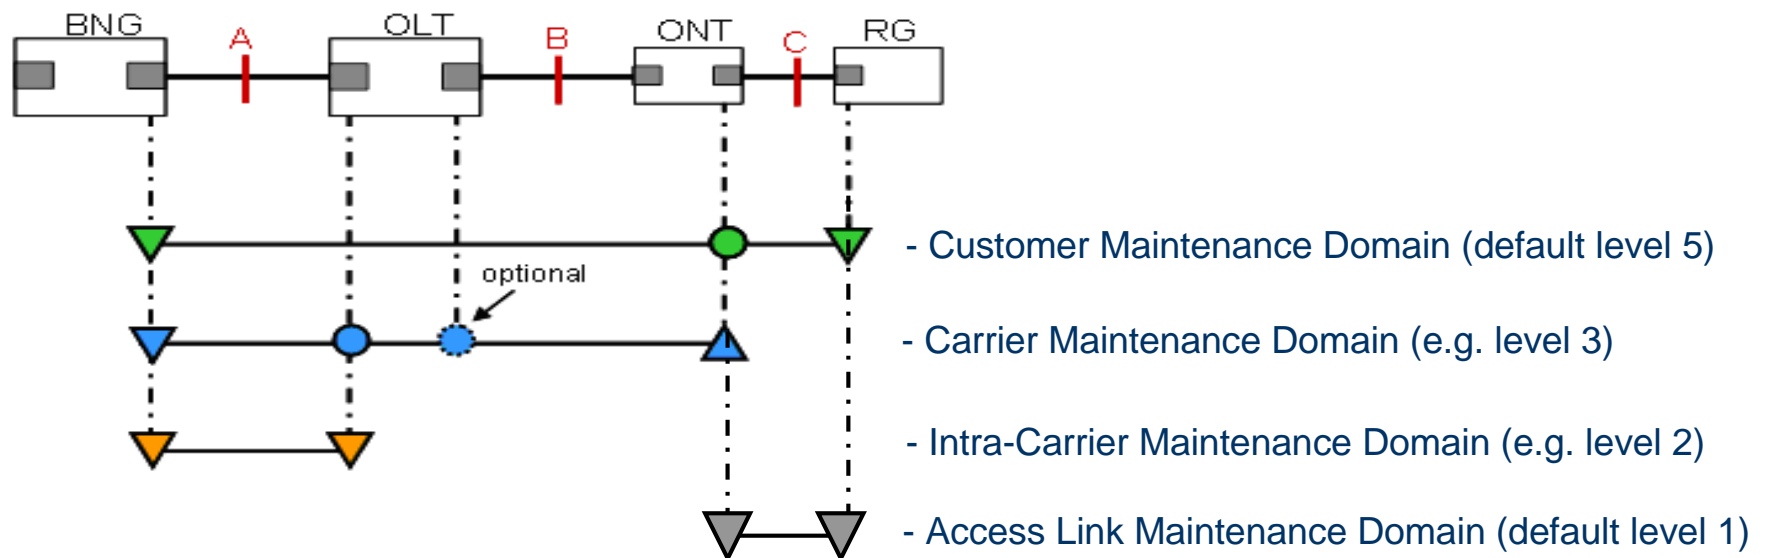 BNG OLT ONT RG
A B C
- Customer Maintenance Domain (default level 5)
optional
- Carrier Maintenance Domain (e.g. level 3)
- Intra-Carrier Maintenance Domain (e.g. level 2)
- Access Link Maintenance Domain (default level 1)